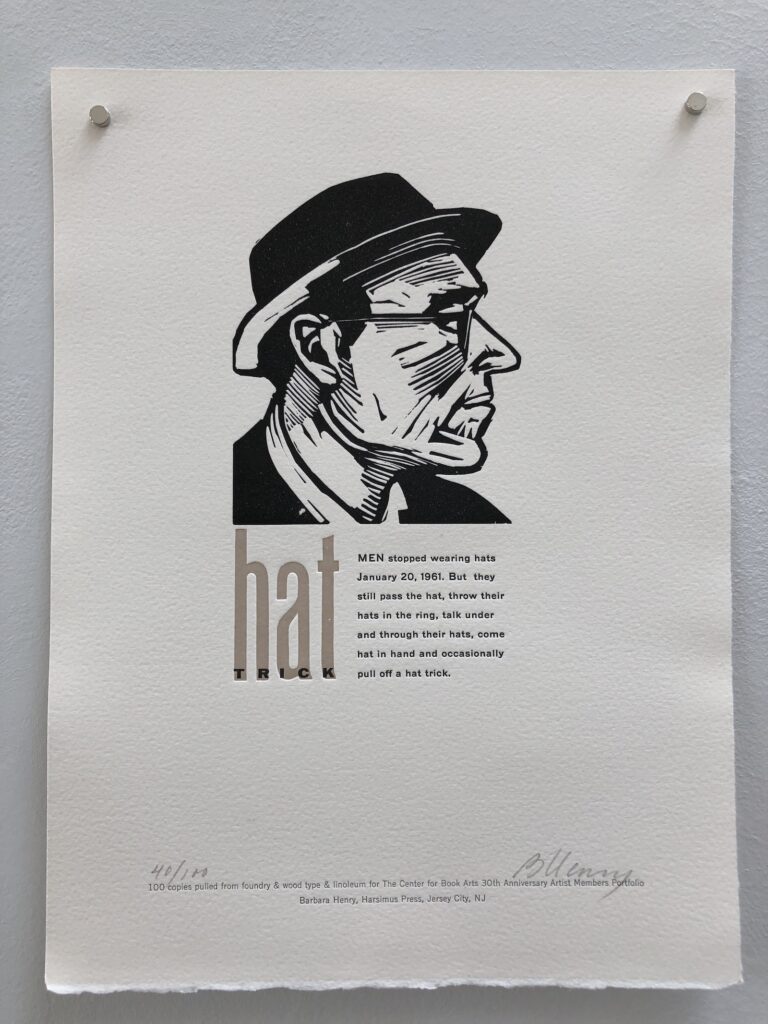 hat
TRICK
MEN stopped wearing hats
January 20, 1961. But they
still pass the hat, throw their
hats in the ring, talk under
and through their hats, come
hat in hand and occasionally
pull off a hat trick.
40/100
BHenry
100 copies pulled from foundry & wood type & linoleum for The Center for Book Arts 30th Anniversary Artist Members Portfolio
Barbara Henry, Harsimus Press, Jersey City, NJ